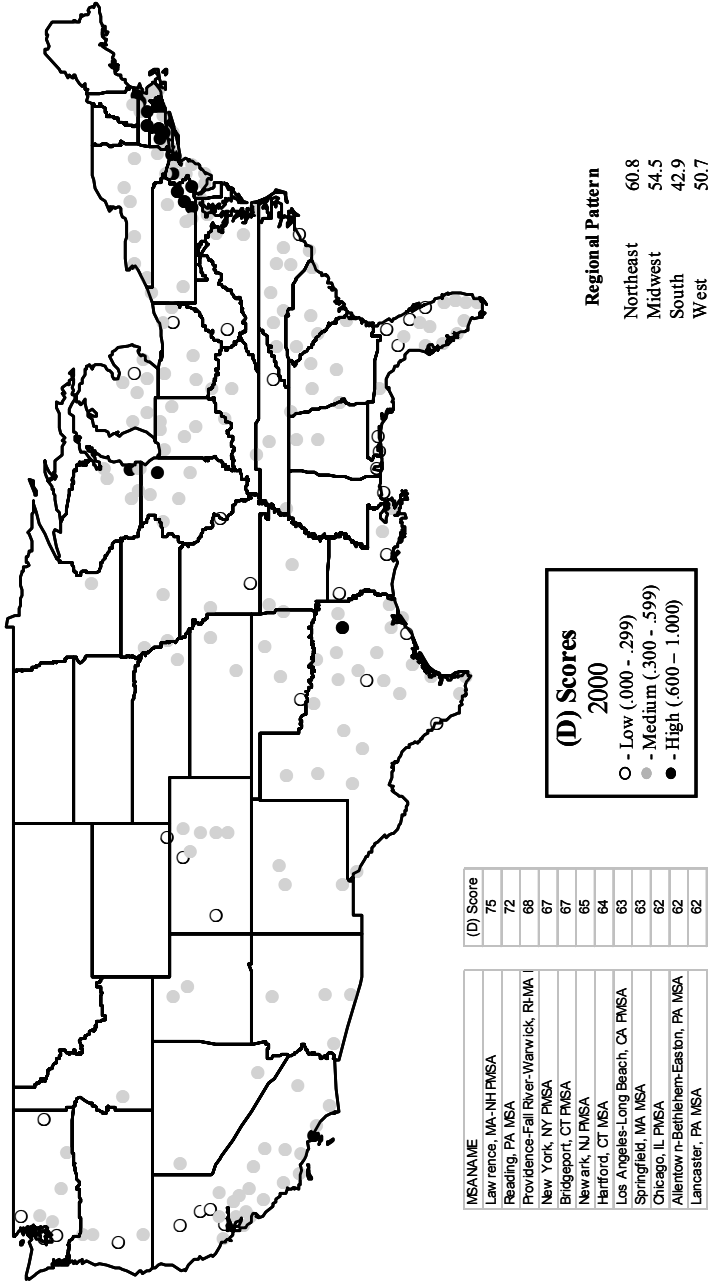 (D) Scores
2000
- Low (.000 - .299)
- Medium (.300 - .599)
- High (.600 – 1.000)
Regional Pattern
Northeast 60.8
Midwest 54.5
South 42.9
West 50.7
MSANAME (D) Score
Lawrence, MA-NH PMSA 75
Reading, PA MSA 72
Providence-Fall River-Warwick, RI-MA 68
New York, NY PMSA 67
Bridgeport, CT PMSA 67
Newark, NJ PMSA 65
Hartford, CT MSA 64
Los Angeles-Long Beach, CA PMSA 63
Springfield, MA MSA 63
Chicago, IL PMSA 62
Allentown-Bethlehem-Easton, PA MSA 62
Lancaster, PA MSA 62